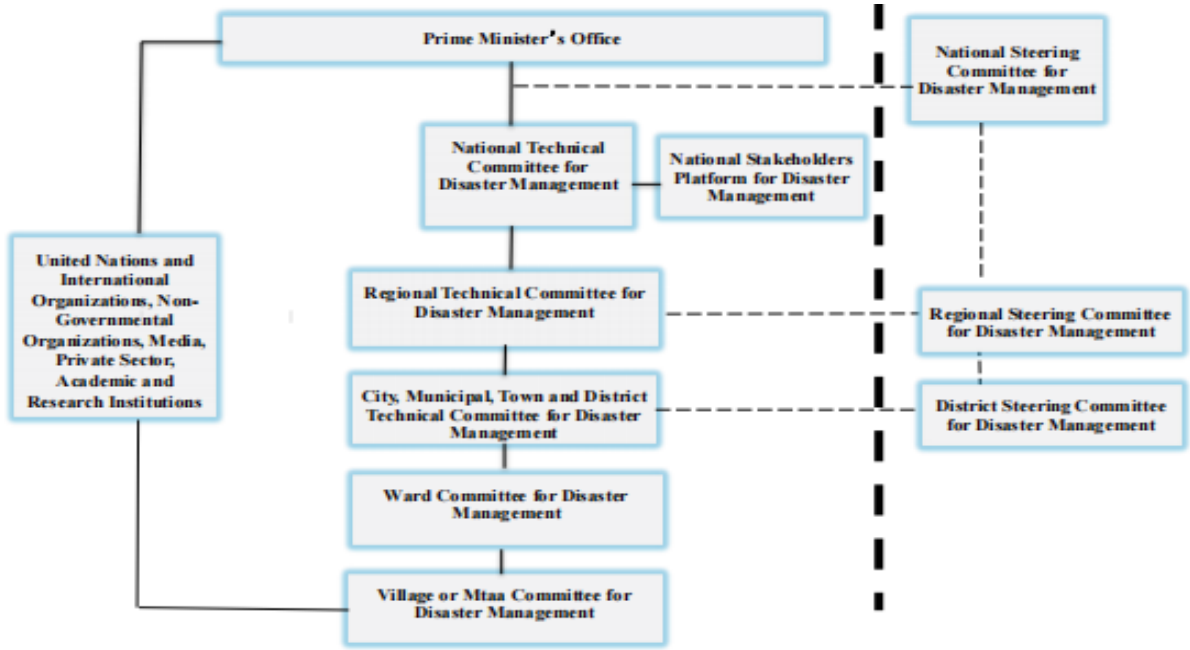 Prime Minister's Office
National Steering
Committee for
Disaster Management
National Technical
Committee for
Disaster Management
National Stakeholders
Platform for Disaster
Management
United Nations and
International
Organizations, Non-
Governmental
Organizations, Media,
Private Sector,
Academic and
Research Institutions
Regional Technical Committee for
Disaster Management
Regional Steering Committee
for Disaster Management
City, Municipal, Town and District
Technical Committee for Disaster
Management
District Steering Committee
for Disaster Management
Ward Committee for Disaster
Management
Village or Mtaa Committee for
Disaster Management